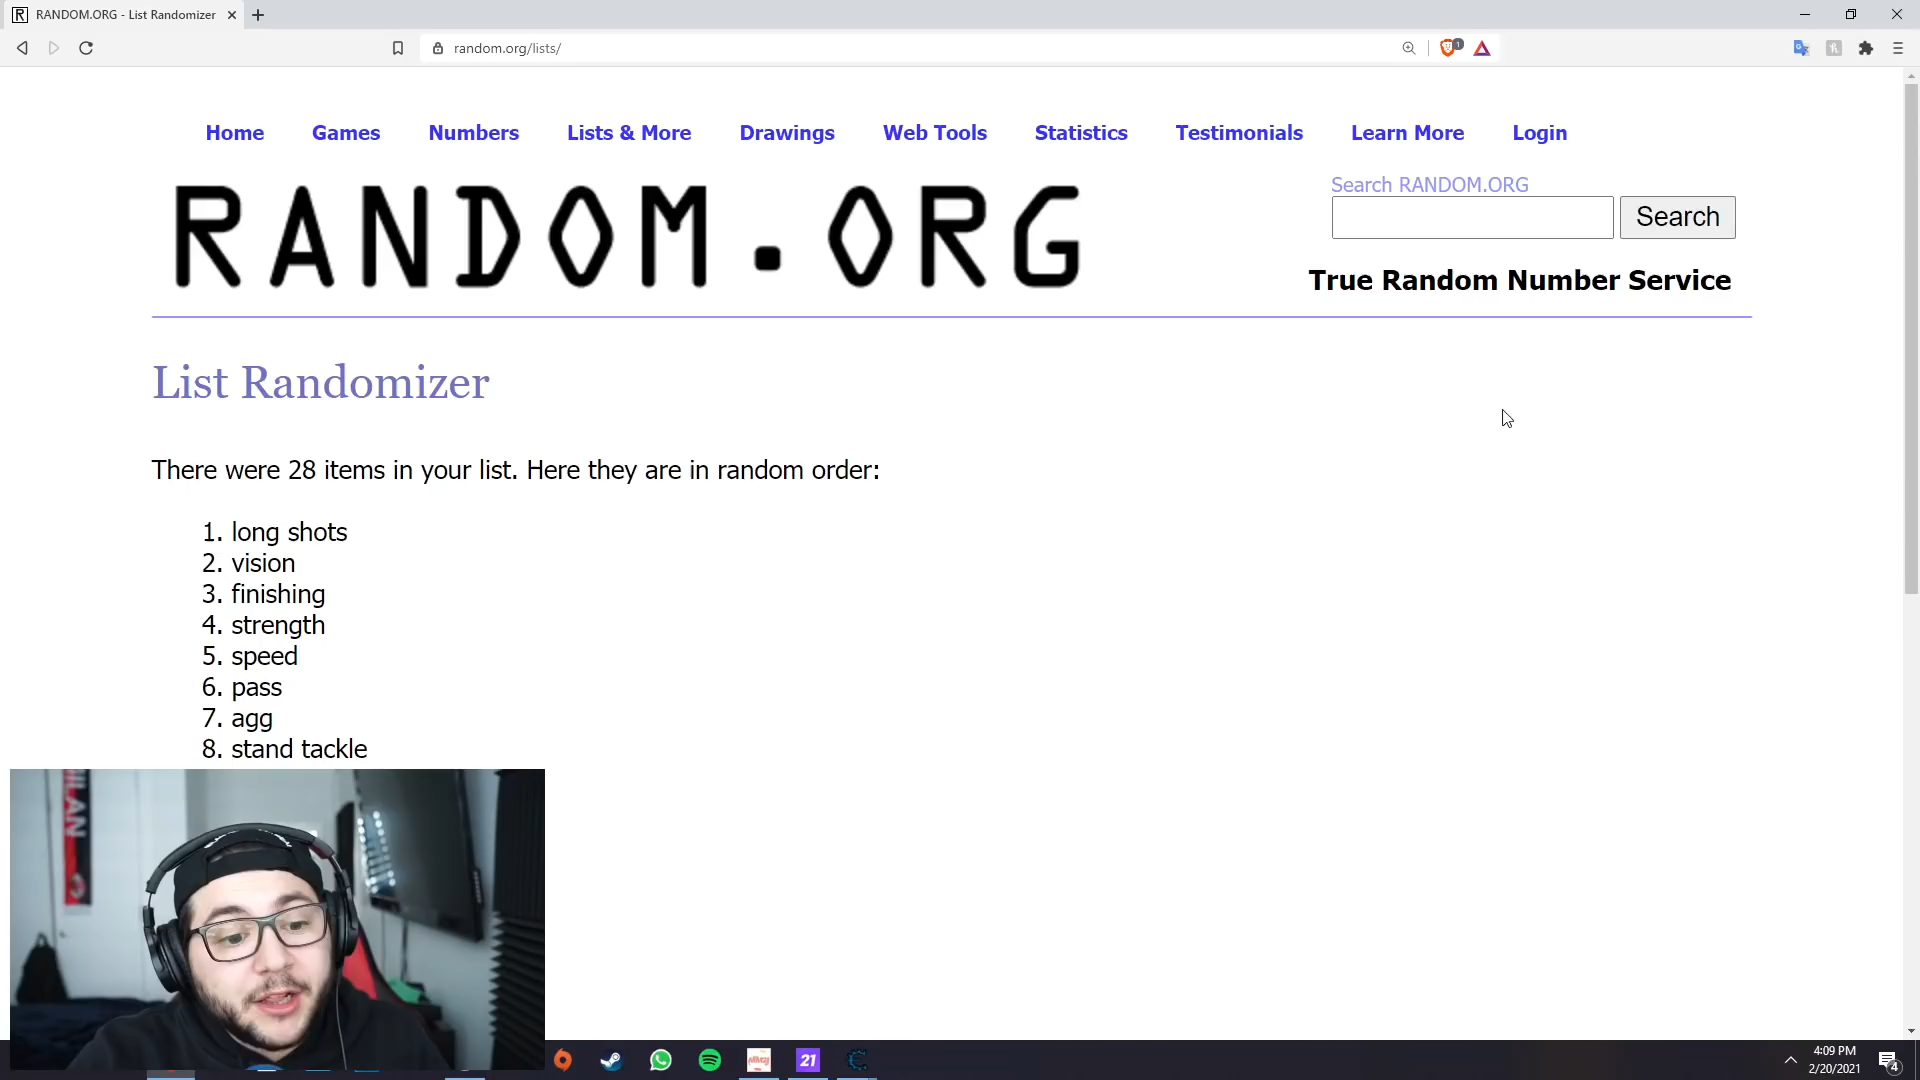 RANDOM.ORG - List Randomizer
random.org/lists/
1
Home Games Numbers Lists & More Drawings Web Tools Statistics Testimonials Learn More Login
RANDOM.ORG
Search RANDOM.ORG
Search
True Random Number Service
List Randomizer
There were 28 items in your list. Here they are in random order:
1. long shots
2. vision
3. finishing
4. strength
5. speed
6. pass
7. agg
8. stand tackle
21
4:09 PM
2/20/2021
4